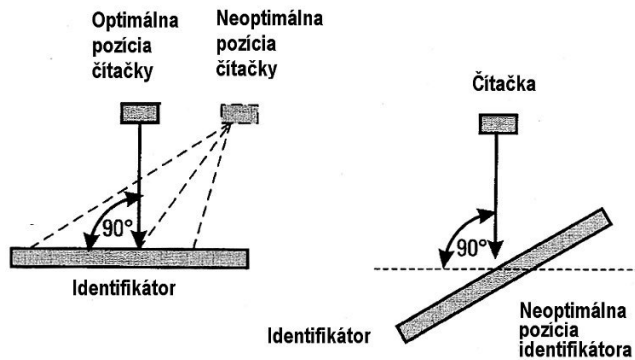 Optimálna
pozícia
čítačky
Neoptimálna
pozícia
čítačky
90°
Identifikátor
Čítačka
90°
Identifikátor
Neoptimálna
pozícia
identifikátora